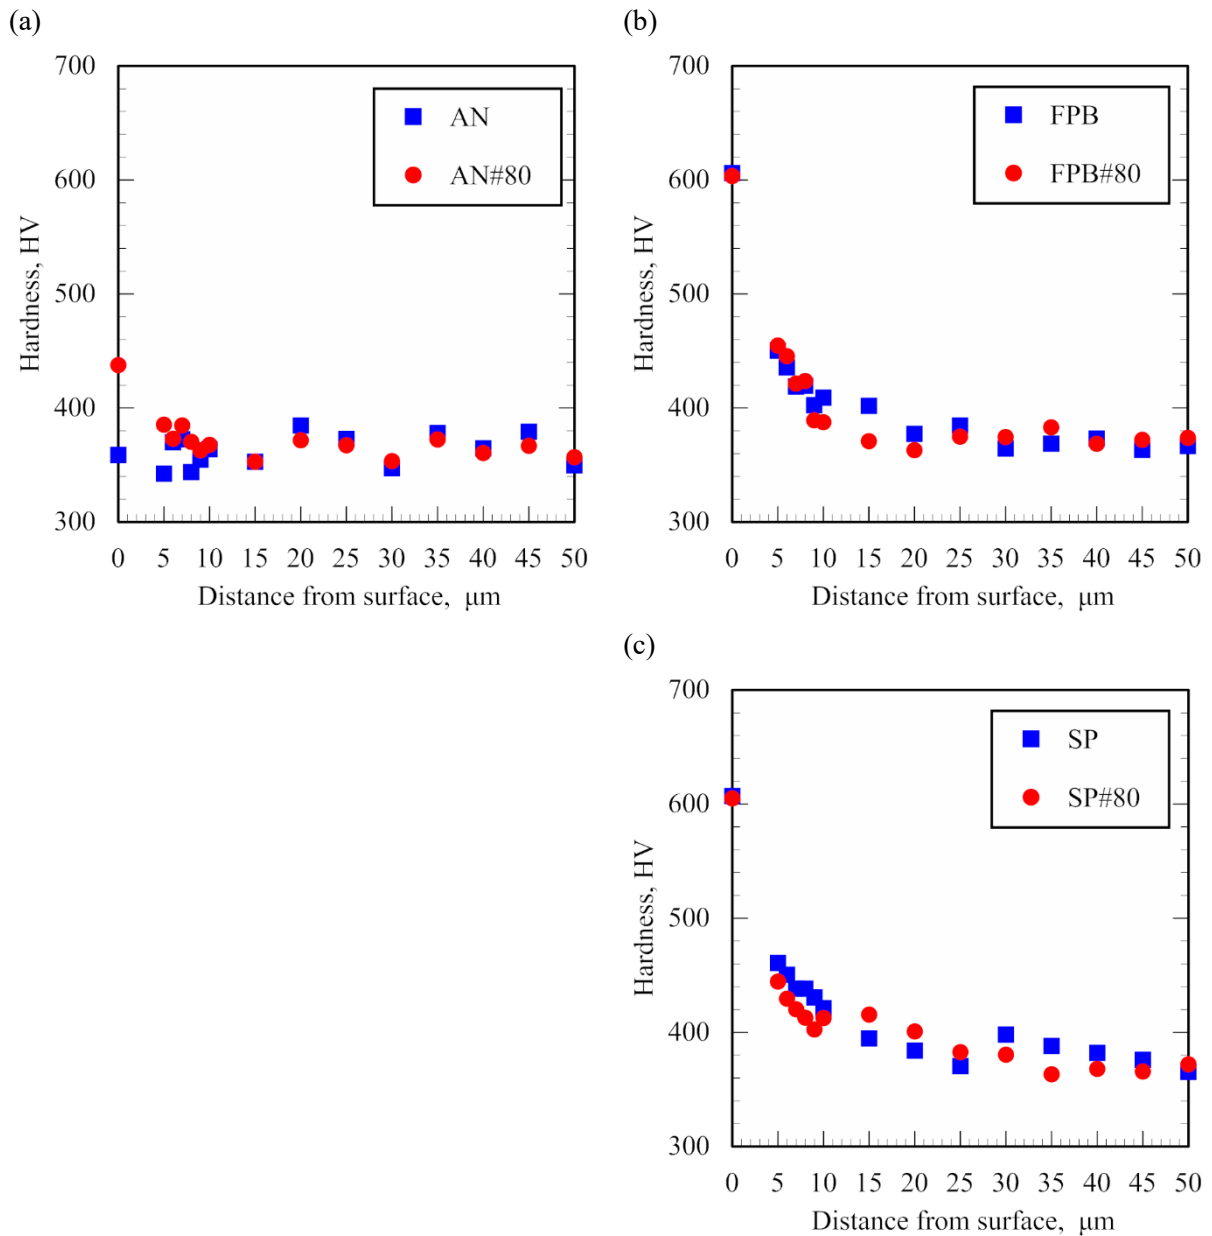 (a)
700
600
500
400
300
Hardness, HV
AN
AN#80
0 5 10 15 20 25 30 35 40 45 50
Distance from surface, μm
(b)
700
600
500
400
300
Hardness, HV
FPB
FPB#80
0 5 10 15 20 25 30 35 40 45 50
Distance from surface, μm
(c)
700
600
500
400
300
Hardness, HV
SP
SP#80
0 5 10 15 20 25 30 35 40 45 50
Distance from surface, μm